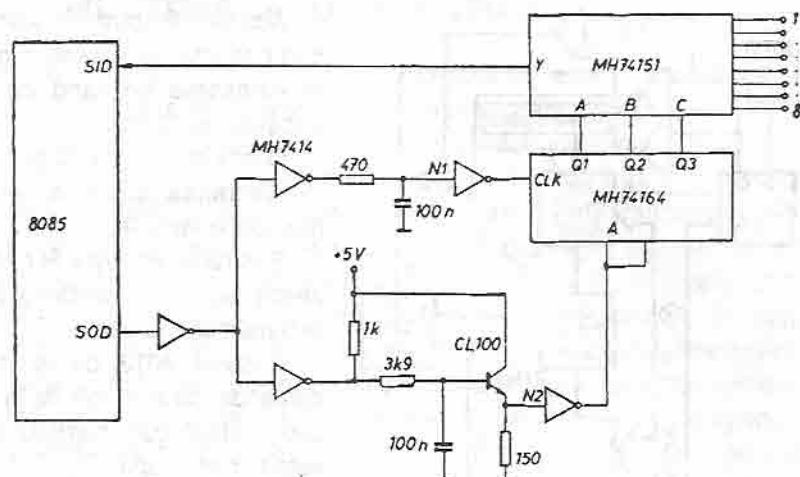 1
SID
Y
MH74151
A B C
8
MH7414
470
N1
100n
Q1 Q2 Q3
CLK
MH74164
A
8085
+5V
SOD
1k
CL100
3k9
N2
100n
150